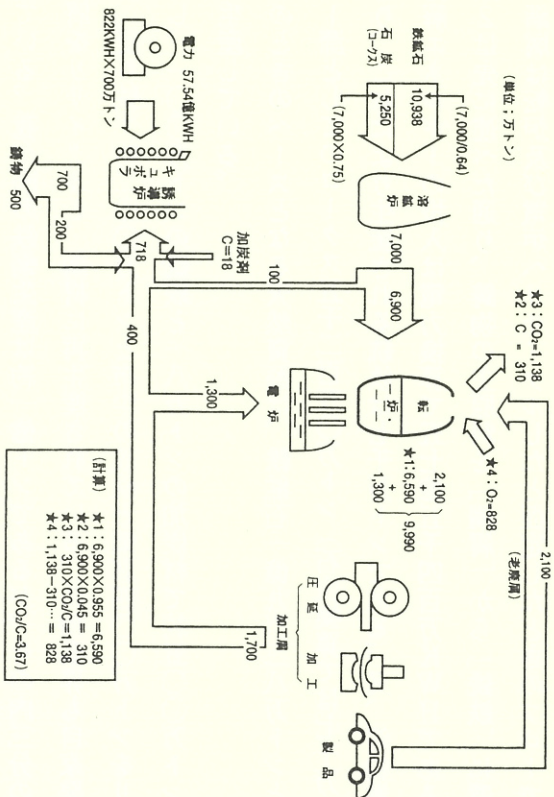 (単位;万トン)
鉄鉱石
10,938
(7,000/0.64)
石炭
(コークス)
5,250
(7,000×0.75)
溶鉱炉
7,000
6,900
100
★3:CO₂=1,138
★2:C = 310
★4:O₂=828
転炉
電炉
2,100
+
★1:6,590
+
1,300
9,990
2,100
(老廃屑)
圧延
加工
加工屑
製品
1,700
1,300
400
電力 57.54億KWH
822KWH×700万トン
キュポラ
誘導炉
加炭剤
C=18
718
700
200
鋳物 500
(計算)
★1:6,900×0.955=6,590
★2:6,900×0.045= 310
★3: 310×CO₂/C=1,138
★4:1,138−310…= 828
(CO₂/C=3.67)